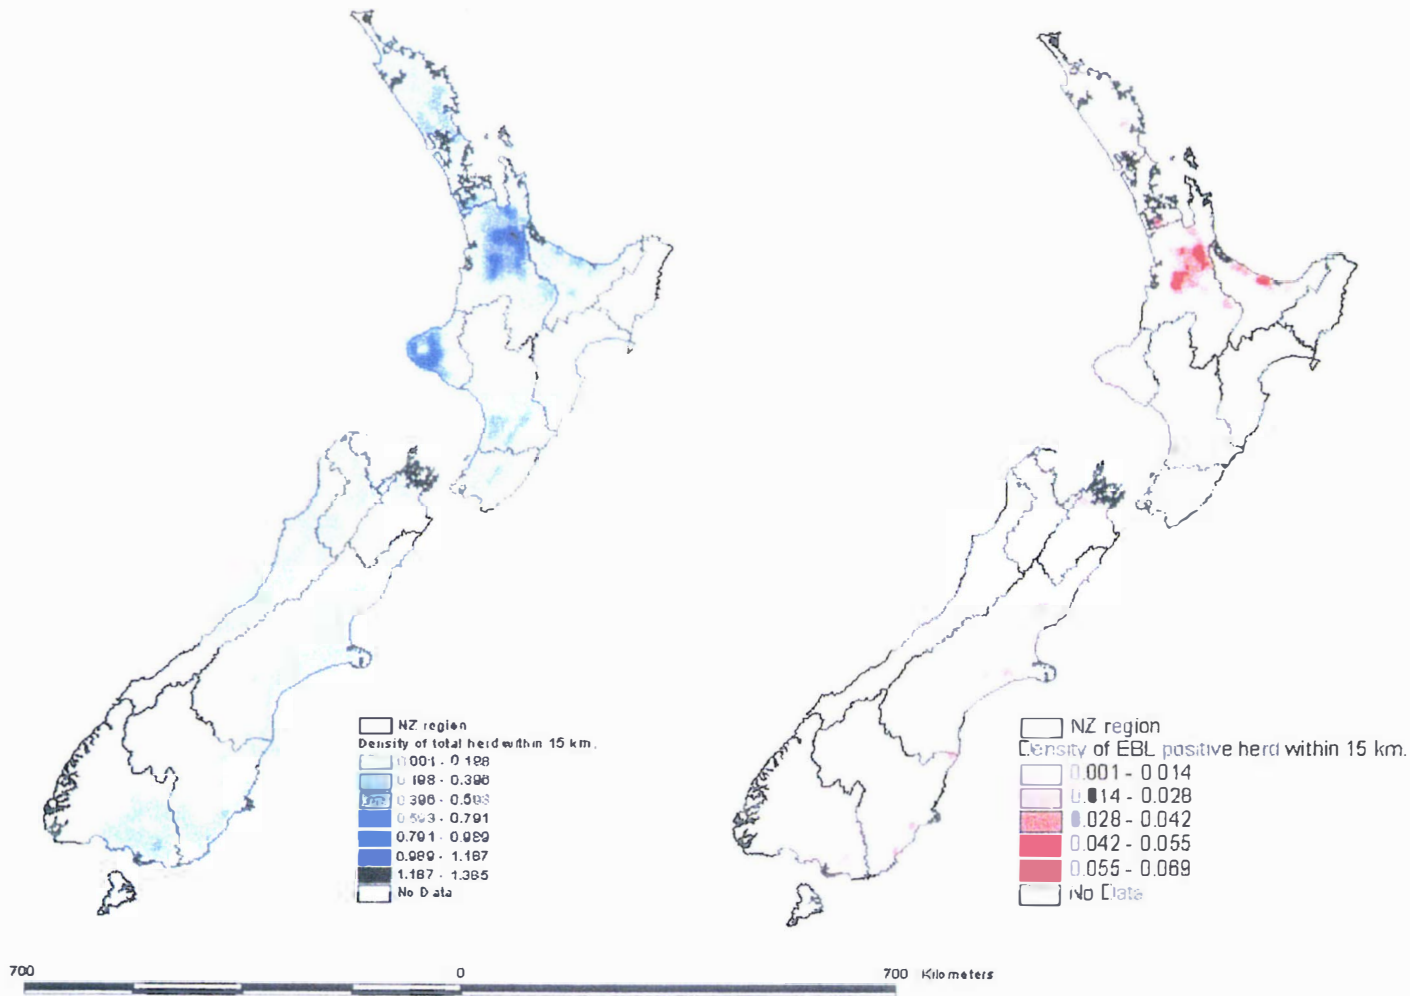 NZ region
Density of total herd within 15 km.
0.001 - 0.198
0.198 - 0.396
0.396 - 0.593
0.593 - 0.791
0.791 - 0.989
0.989 - 1.187
1.187 - 1.385
No Data
NZ region
Density of EBL positive herd within 15 km.
0.001 - 0.014
0.014 - 0.028
0.028 - 0.042
0.042 - 0.055
0.055 - 0.069
No Data
700 0 700 Kilometers